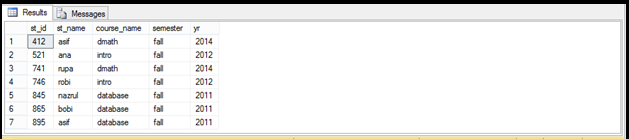 Results Messages
st_id st_name course_name semester yr
1 412 asif dmath fall 2014
2 521 ana intro fall 2012
3 741 rupa dmath fall 2014
4 746 robi intro fall 2012
5 845 nazrul database fall 2011
6 865 bobi database fall 2011
7 895 asif database fall 2011